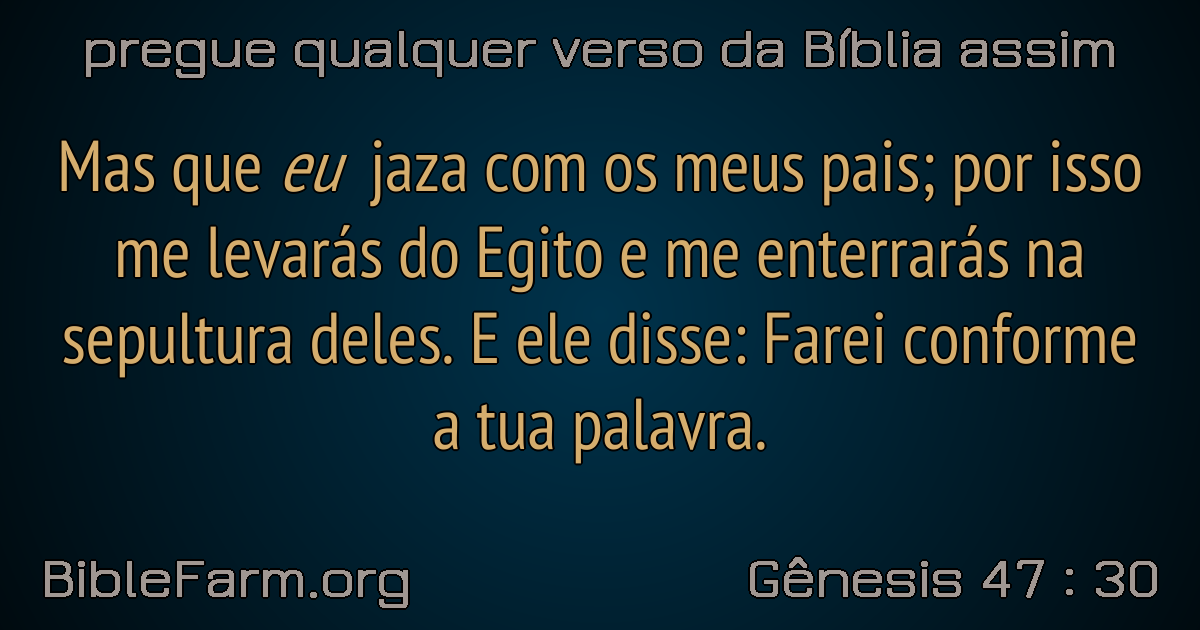 pregue qualquer verso da Bíblia assim
Mas que eu jaza com os meus pais; por isso
me levarás do Egito e me enterrarás na
sepultura deles. E ele disse: Farei conforme
a tua palavra.
BibleFarm.org
Gênesis 47 : 30